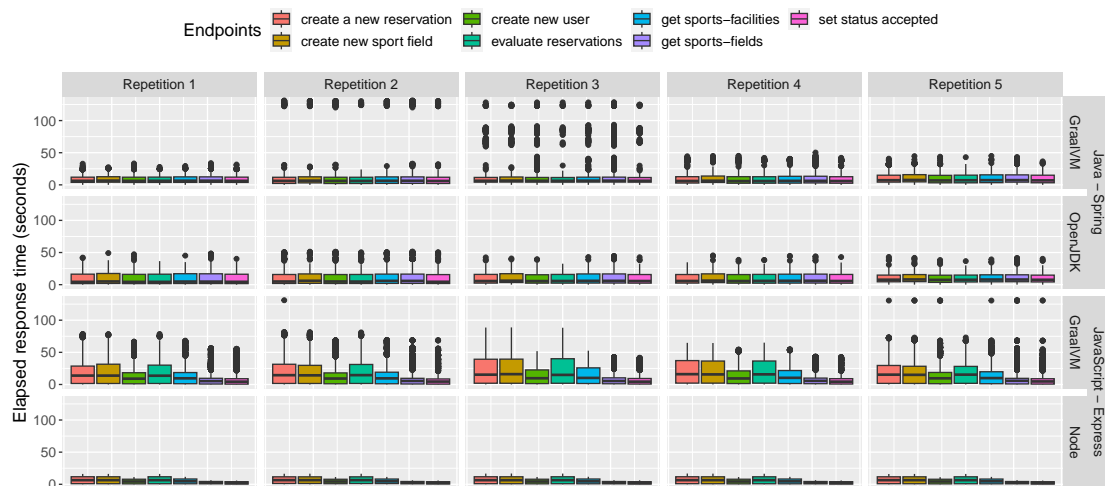 Endpoints
create a new reservation
create new user
get sports−facilities
set status accepted
create new sport field
evaluate reservations
get sports−fields
Repetition 1
Repetition 2
Repetition 3
Repetition 4
Repetition 5
Elapsed response time (seconds)
100
50
0
GraalVM
100
50
0
OpenJDK
Java − Spring
100
50
0
GraalVM
100
50
0
Node
JavaScript − Express